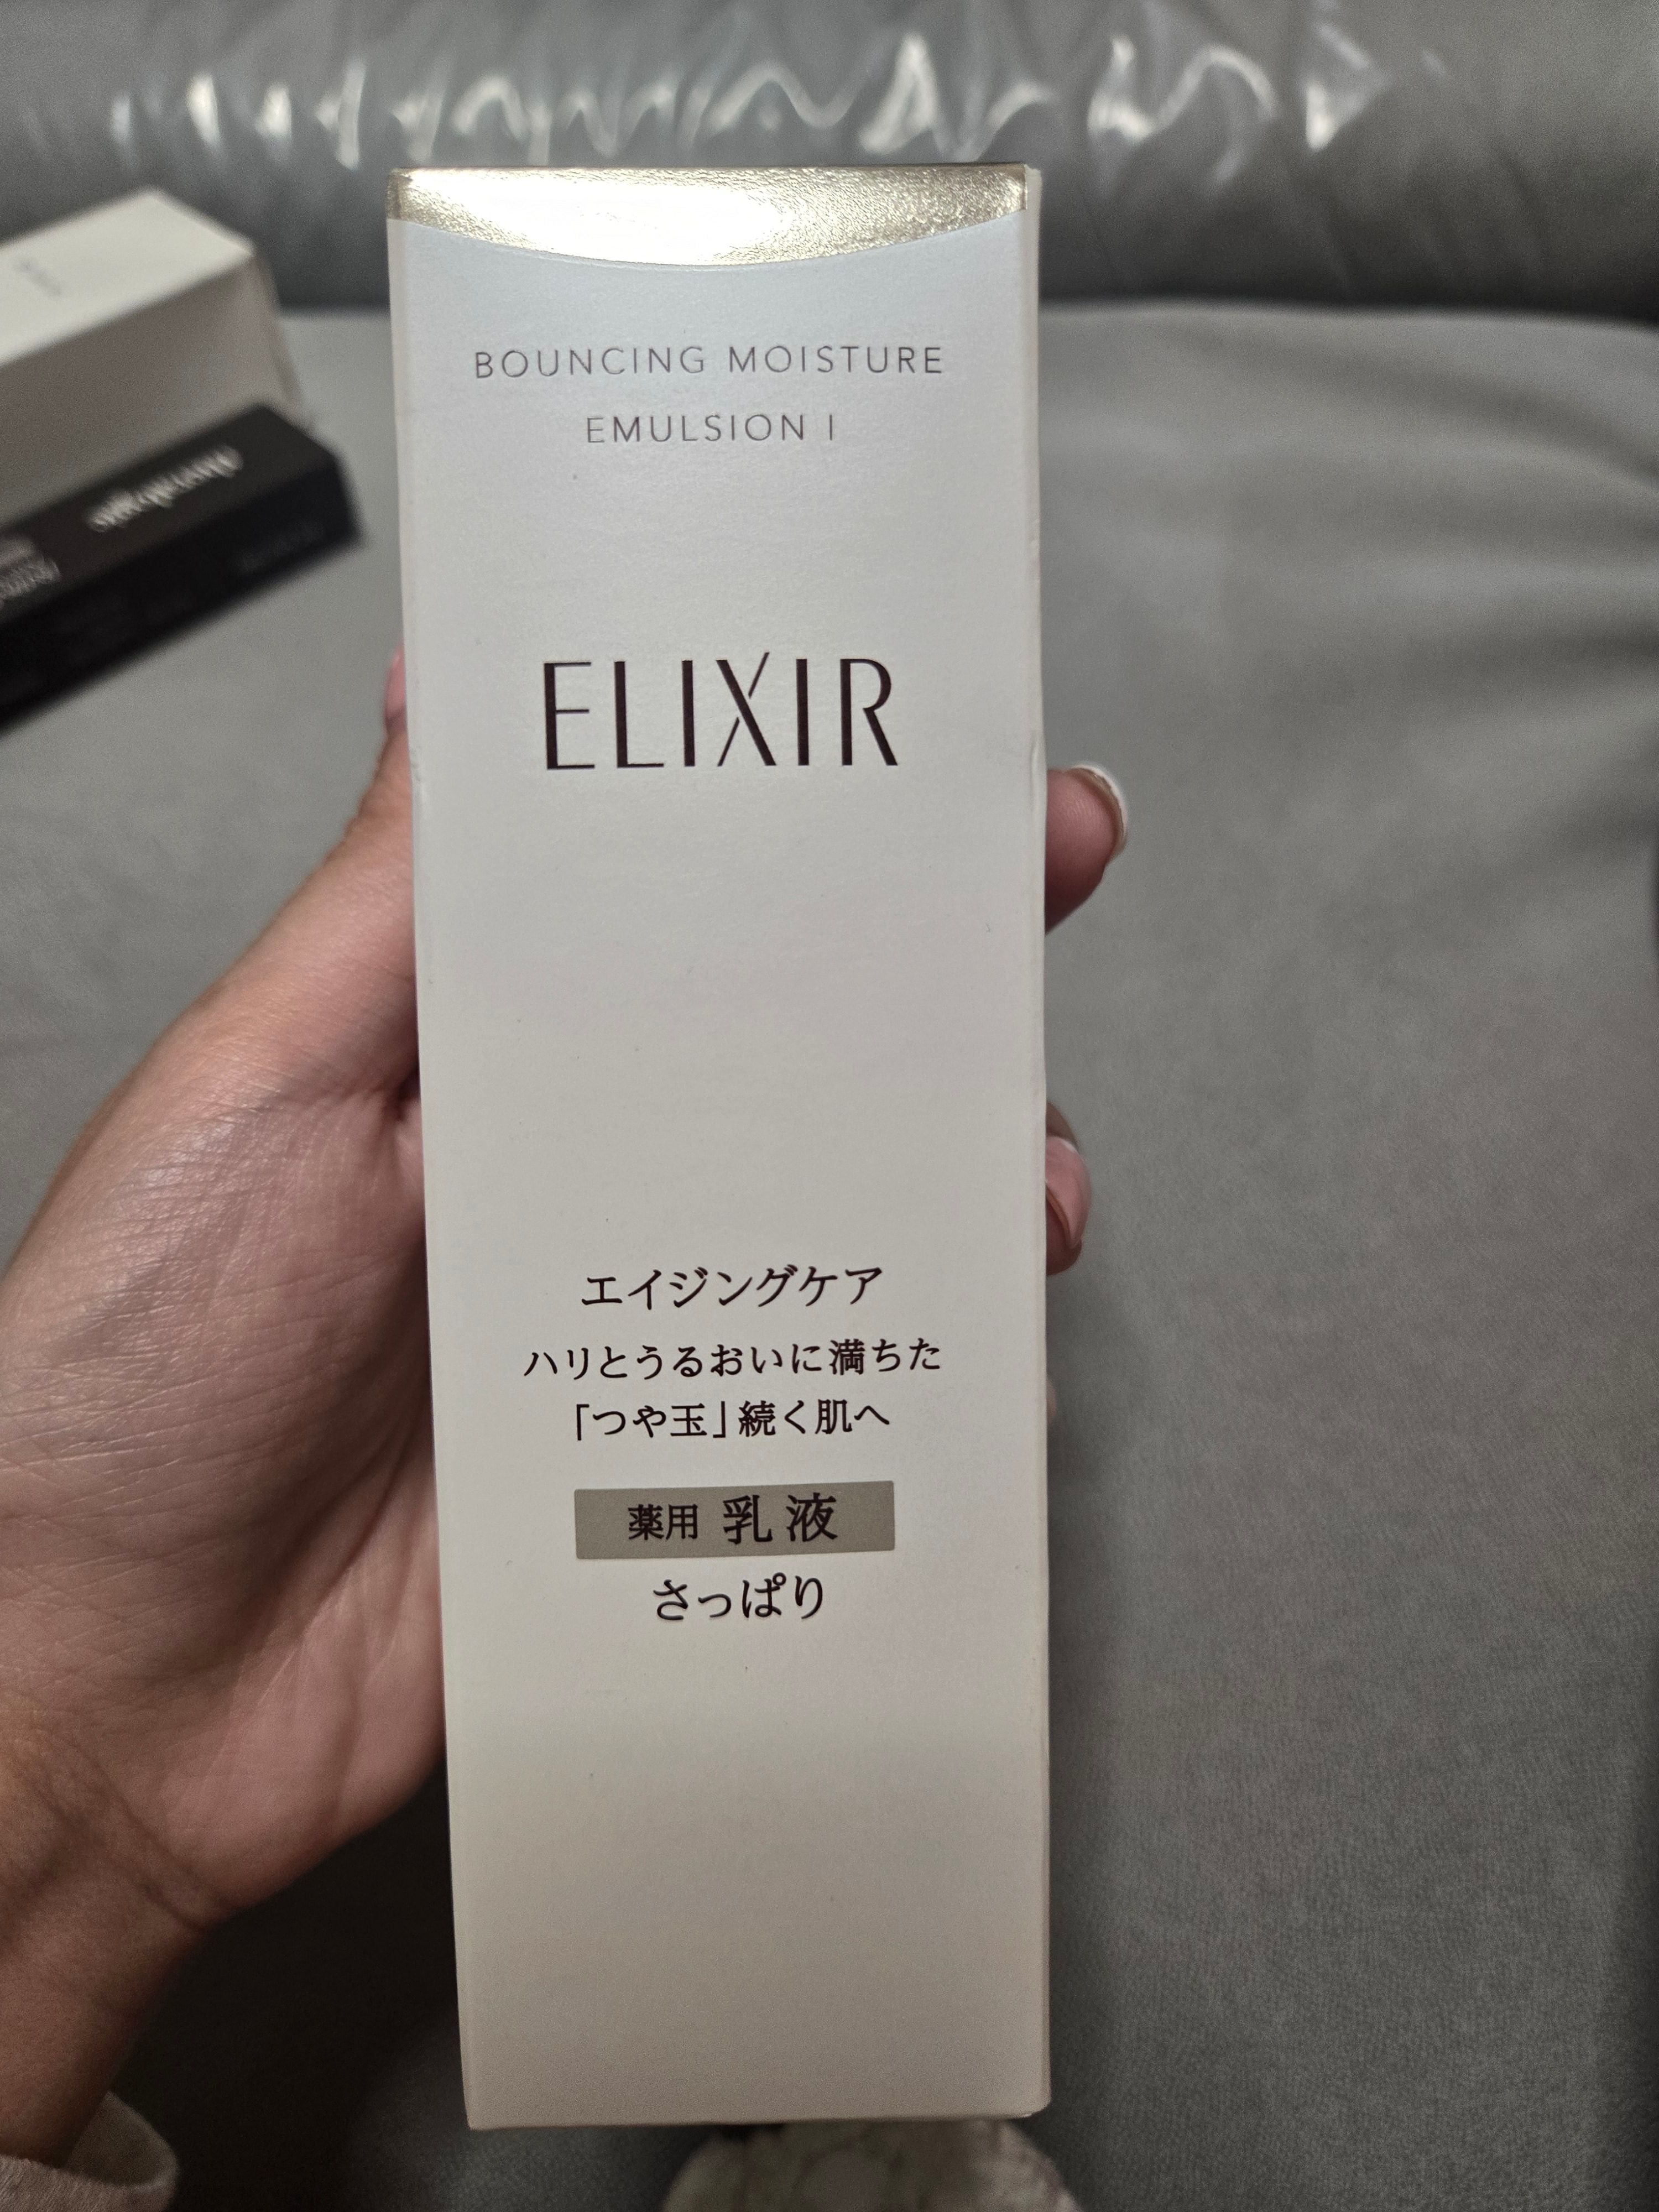 BOUNCING MOISTURE
EMULSION I
ELIXIR
エイジングケア
ハリとうるおいに満ちた
「つや玉」続く肌へ
薬用 乳液
さっぱり